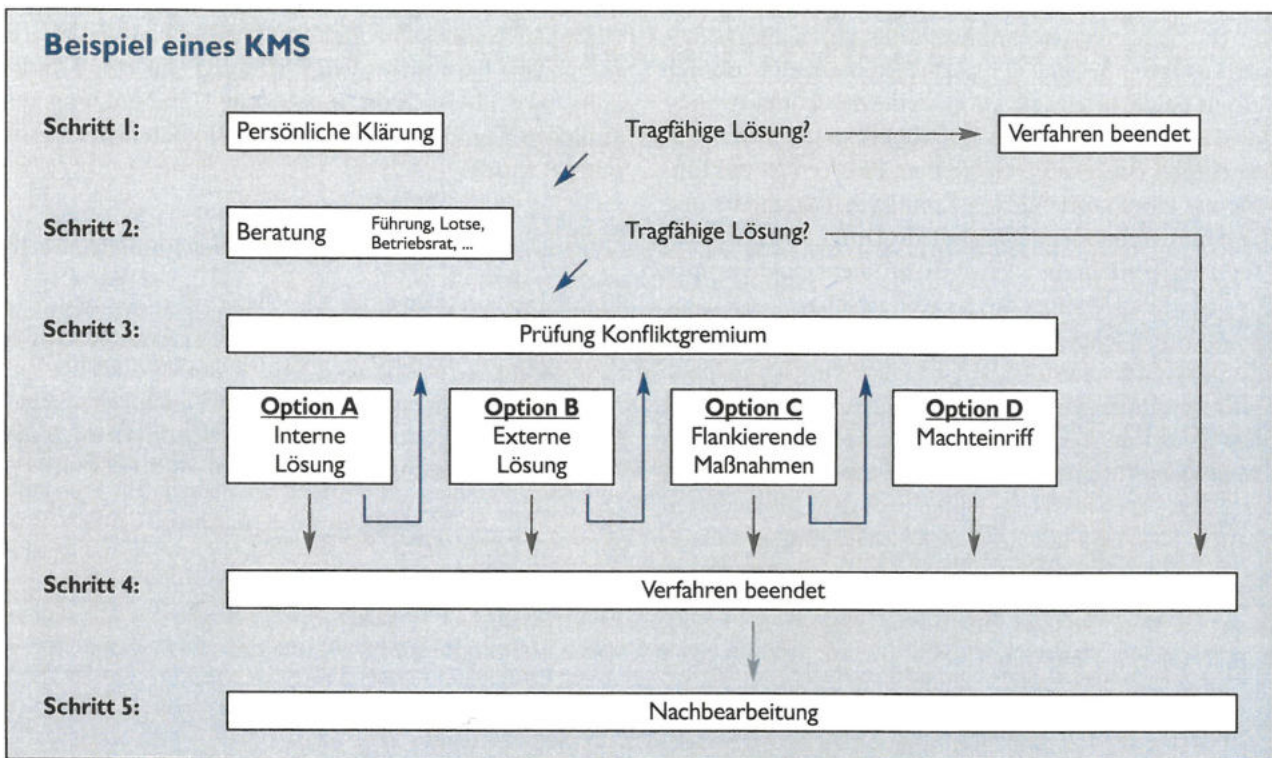 Beispiel eines KMS
Schritt 1:
Persönliche Klärung
Tragfähige Lösung?
Verfahren beendet
Schritt 2:
Beratung
Führung, Lotse,
Betriebsrat, ...
Tragfähige Lösung?
Schritt 3:
Prüfung Konfliktgremium
Option A
Interne
Lösung
Option B
Externe
Lösung
Option C
Flankierende
Maßnahmen
Option D
Machteinriff
Schritt 4:
Verfahren beendet
Schritt 5:
Nachbearbeitung